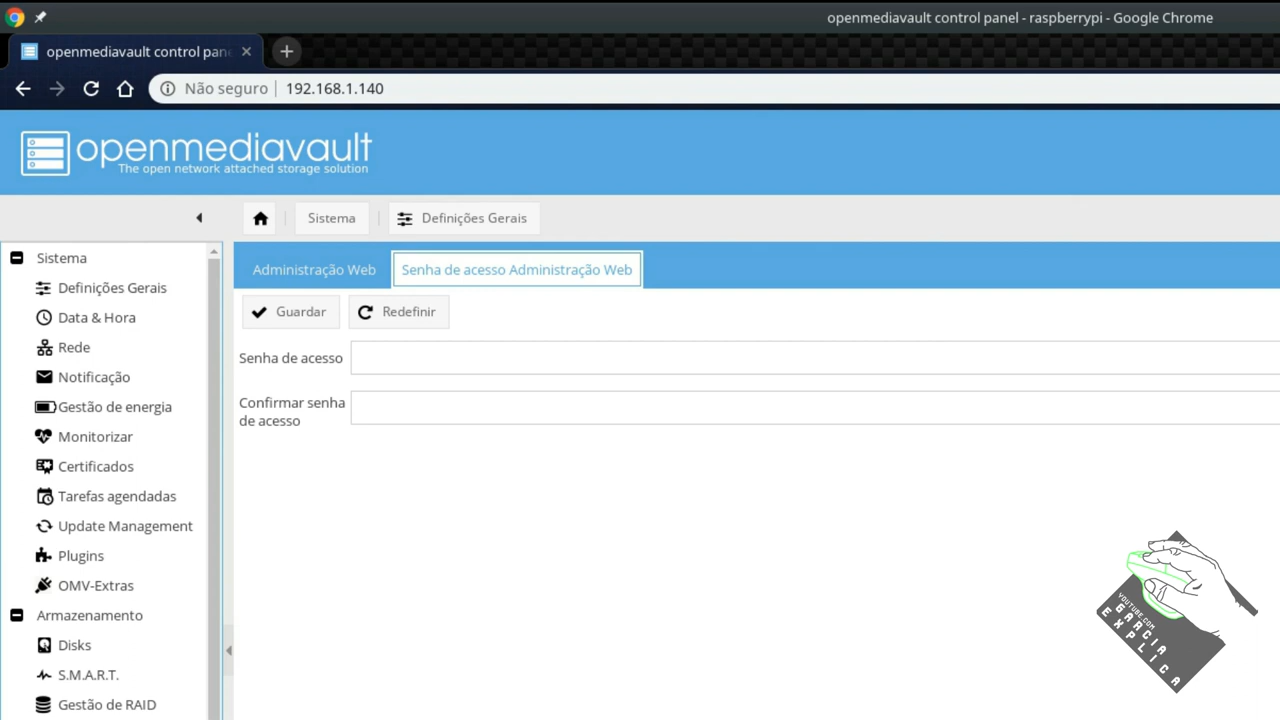 openmediavault control panel - raspberrypi - Google Chrome
openmediavault control pan
Não seguro
192.168.1.140
openmediavault
The open network attached storage solution
Sistema
Definições Gerais
Sistema
Definições Gerais
Data & Hora
Rede
Notificação
Gestão de energia
Monitorizar
Certificados
Tarefas agendadas
Update Management
Plugins
OMV-Extras
Armazenamento
Disks
S.M.A.R.T.
Gestão de RAID
Administração Web
Senha de acesso Administração Web
Guardar
Redefinir
Senha de acesso
Confirmar senha
de acesso
YOUTUBE.COM
GARCIA
EXPLICA